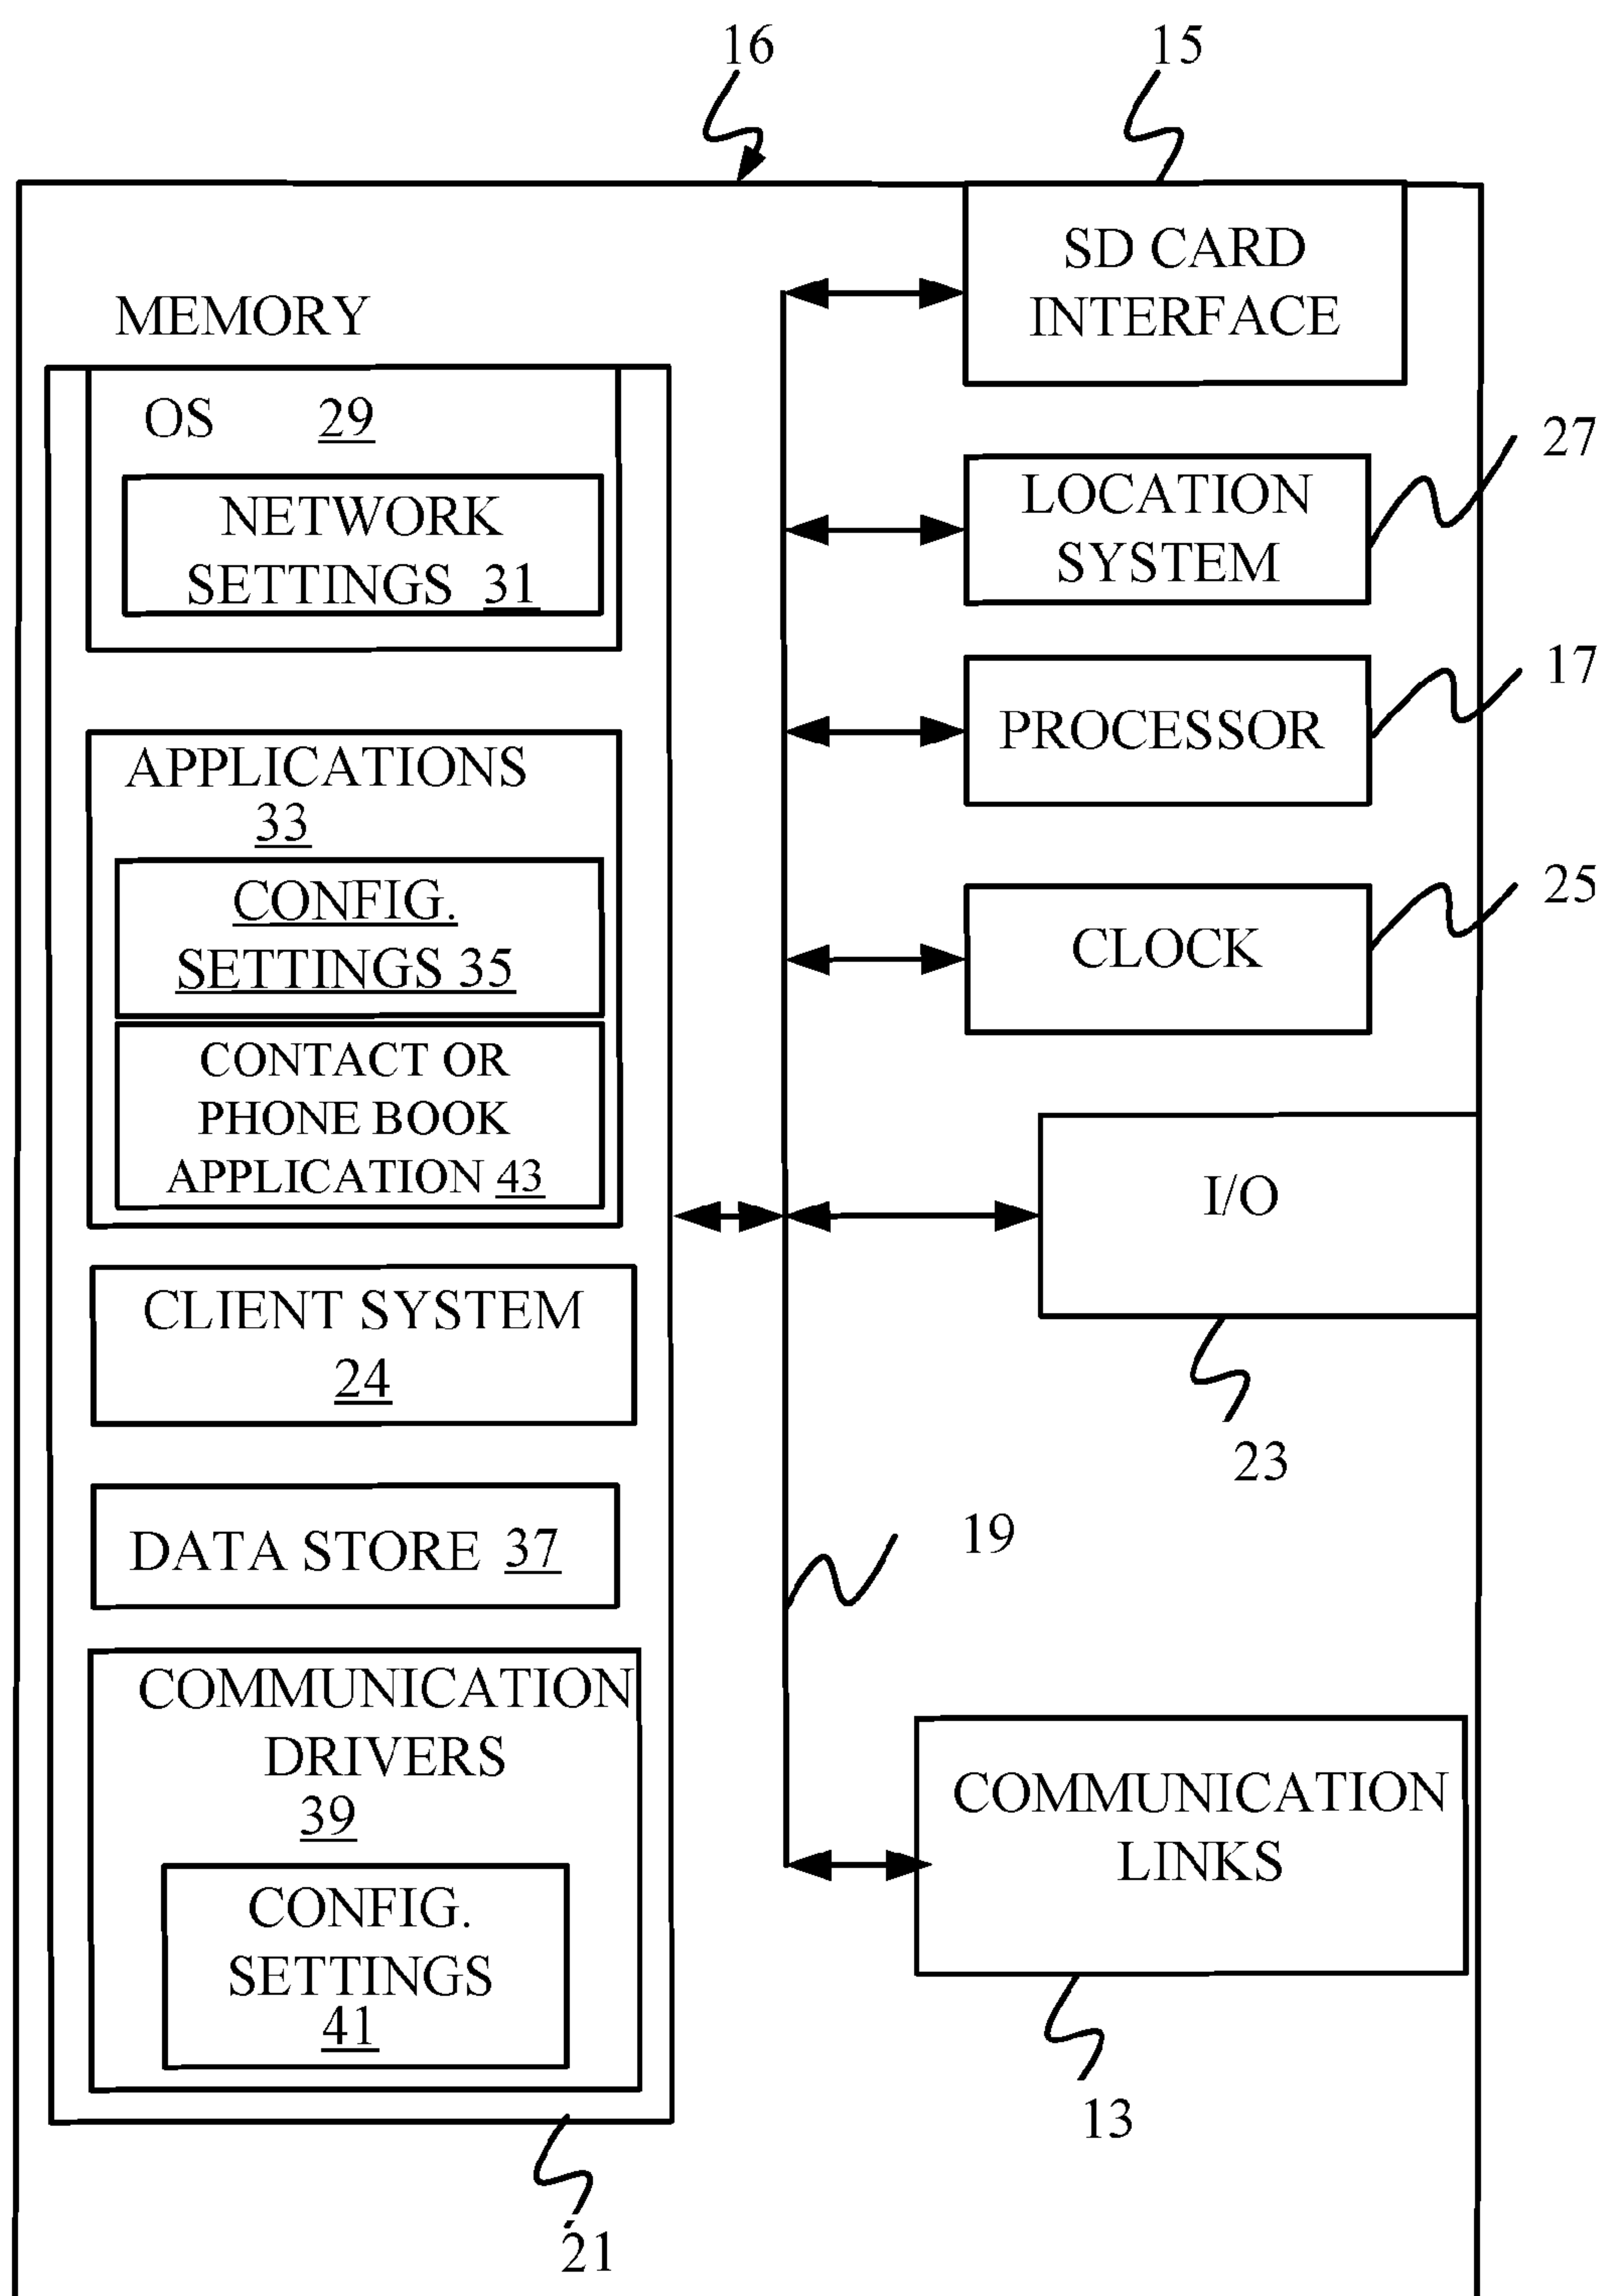 16
15
MEMORY
OS 29
NETWORK
SETTINGS 31
APPLICATIONS
33
CONFIG.
SETTINGS 35
CONTACT OR
PHONE BOOK
APPLICATION 43
CLIENT SYSTEM
24
DATA STORE 37
COMMUNICATION
DRIVERS
39
CONFIG.
SETTINGS
41
21
SD CARD
INTERFACE
LOCATION
SYSTEM
27
PROCESSOR
17
CLOCK
25
I/O
23
19
COMMUNICATION
LINKS
13